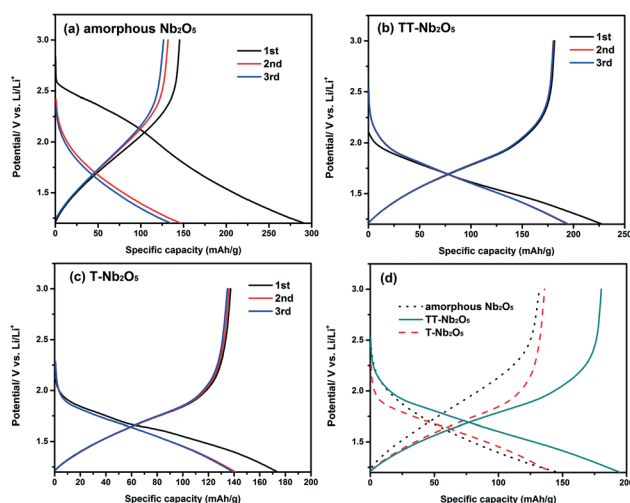 (a) amorphous Nb₂O₅
1st
2nd
3rd
3.0
2.5
2.0
1.5
Potential/ V vs. Li/Li⁺
0 50 100 150 200 250 300
Specific capacity (mAh/g)
(b) TT-Nb₂O₅
1st
2nd
3rd
3.0
2.5
2.0
1.5
Potential/ V vs. Li/Li⁺
0 50 100 150 200 250
Specific capacity (mAh/g)
(c) T-Nb₂O₅
1st
2nd
3rd
3.0
2.5
2.0
1.5
Potential/ V vs. Li/Li⁺
0 20 40 60 80 100 120 140 160 180 200
Specific capacity (mAh/g)
(d)
amorphous Nb₂O₅
TT-Nb₂O₅
T-Nb₂O₅
3.0
2.5
2.0
1.5
Potential/ V vs. Li/Li⁺
0 50 100 150 200
Specific capacity (mAh/g)